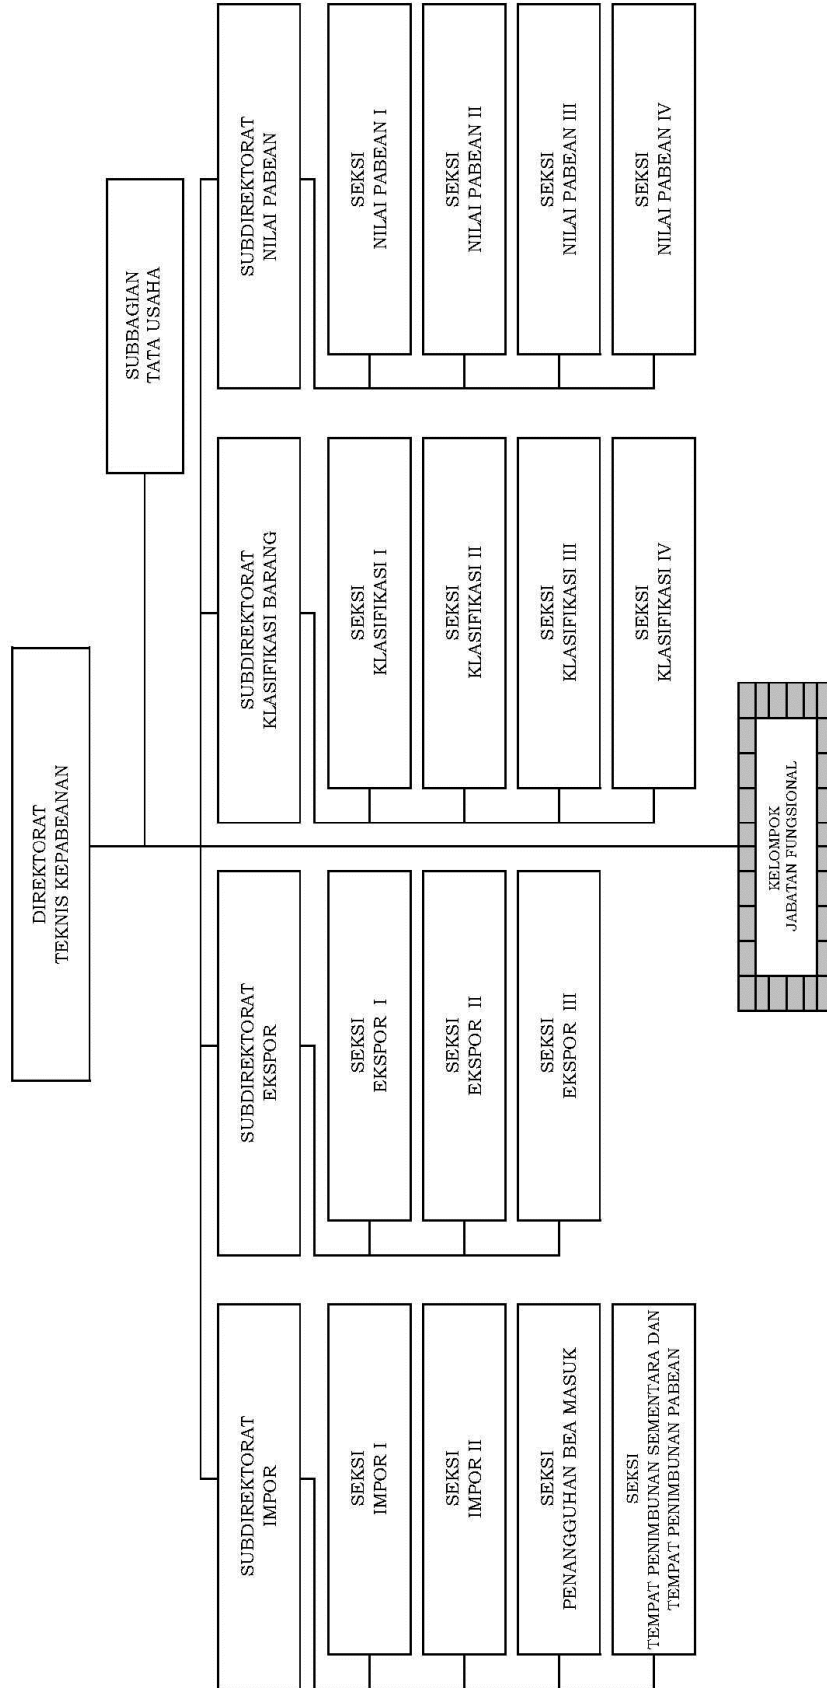 DIREKTORAT
TEKNIS KEPABEANAN
SUBBAGIAN
TATA USAHA
SUBDIREKTORAT
IMPOR
SEKSI
IMPOR I
SEKSI
IMPOR II
SEKSI
PENANGGUHAN BEA MASUK
SEKSI
TEMPAT PENIMBUNAN SEMENTARA DAN
TEMPAT PENIMBUNAN PABEAN
SUBDIREKTORAT
EKSPOR
SEKSI
EKSPOR I
SEKSI
EKSPOR II
SEKSI
EKSPOR III
SUBDIREKTORAT
KLASIFIKASI BARANG
SEKSI
KLASIFIKASI I
SEKSI
KLASIFIKASI II
SEKSI
KLASIFIKASI III
SEKSI
KLASIFIKASI IV
SUBDIREKTORAT
NILAI PABEAN
SEKSI
NILAI PABEAN I
SEKSI
NILAI PABEAN II
SEKSI
NILAI PABEAN III
SEKSI
NILAI PABEAN IV
KELOMPOK
JABATAN FUNGSIONAL